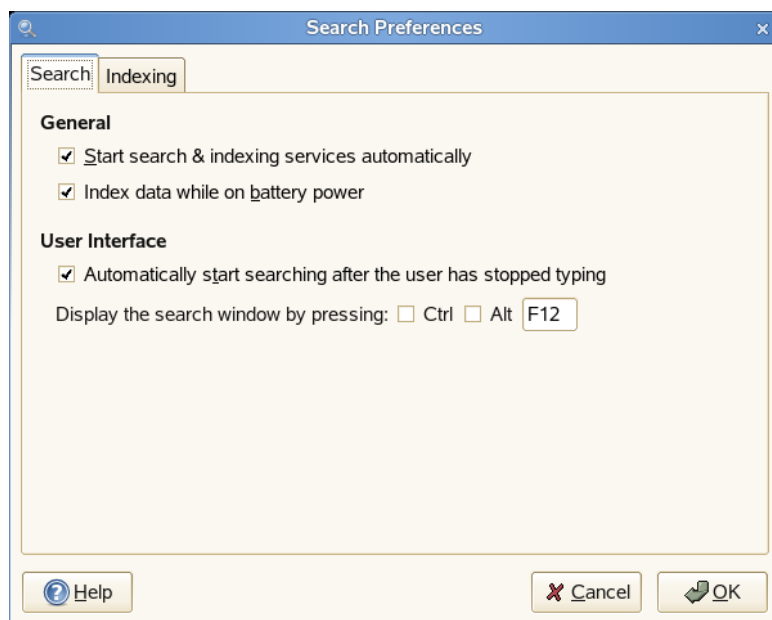 Search Preferences
Search Indexing
General
Start search & indexing services automatically
Index data while on battery power
User Interface
Automatically start searching after the user has stopped typing
Display the search window by pressing: Ctrl Alt F12
Help Cancel OK